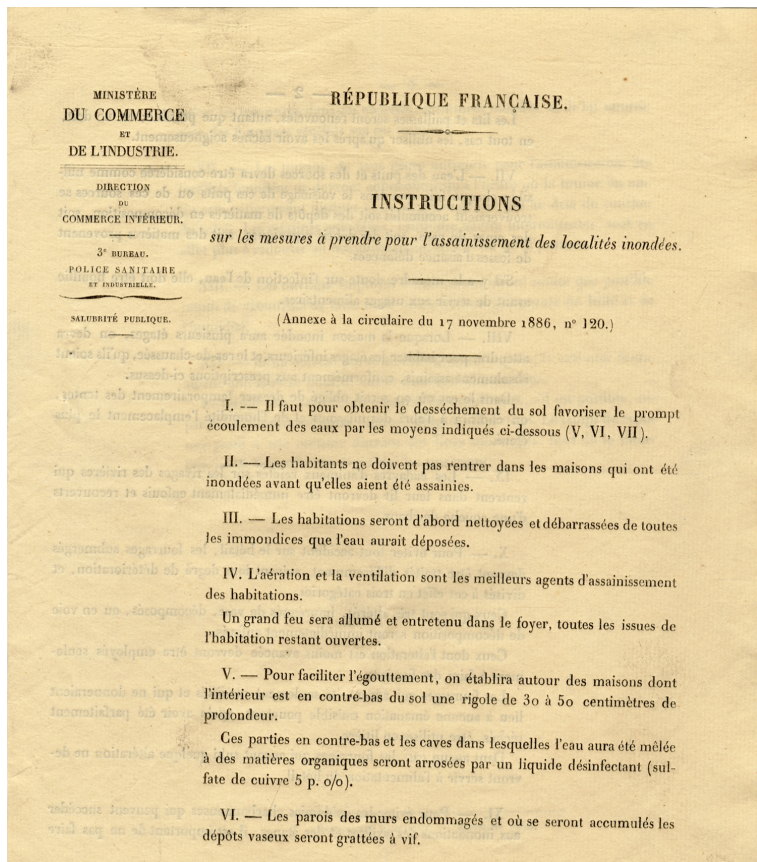 MINISTÈRE
DU COMMERCE
ET
DE L'INDUSTRIE.
DIRECTION
DU
COMMERCE INTÉRIEUR.
3e BUREAU.
POLICE SANITAIRE
ET INDUSTRIELLE.
SALUBRITÉ PUBLIQUE.
RÉPUBLIQUE FRANÇAISE.
INSTRUCTIONS
sur les mesures à prendre pour l'assainissement des localités inondées.
(Annexe à la circulaire du 17 novembre 1886, n° 120.)
I. — Il faut pour obtenir le desséchement du sol favoriser le prompt
écoulement des eaux par les moyens indiqués ci-dessous (V, VI, VII).
II. — Les habitants ne doivent pas rentrer dans les maisons qui ont été
inondées avant qu'elles aient été assainies.
III. — Les habitations seront d'abord nettoyées et débarrassées de toutes
les immondices que l'eau aurait déposées.
IV. L'aération et la ventilation sont les meilleurs agents d'assainissement
des habitations.
Un grand feu sera allumé et entretenu dans le foyer, toutes les issues de
l'habitation restant ouvertes.
V. — Pour faciliter l'égouttement, on établira autour des maisons dont
l'intérieur est en contre-bas du sol une rigole de 30 à 50 centimètres de
profondeur.
Ces parties en contre-bas et les caves dans lesquelles l'eau aura été mêlée
à des matières organiques seront arrosées par un liquide désinfectant (sul-
fate de cuivre 5 p. o/o).
VI. — Les parois des murs endommagés et où se seront accumulés les
dépôts vaseux seront grattées à vif.